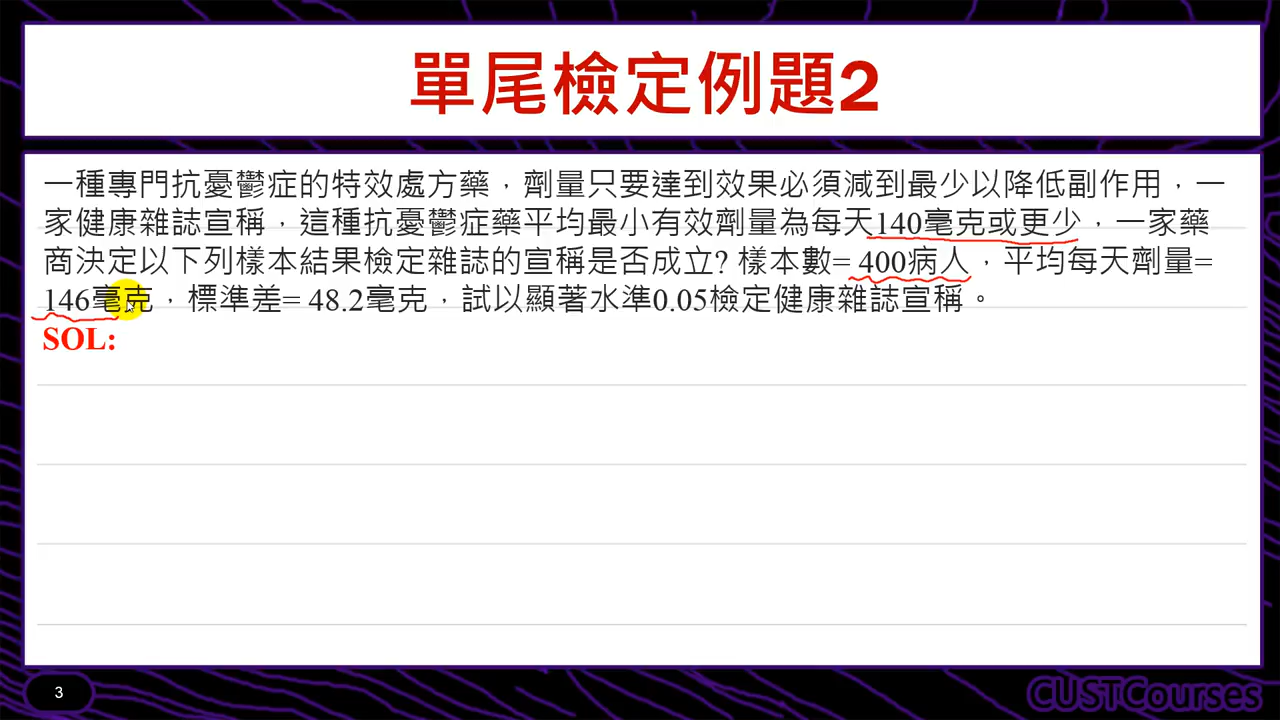 單尾檢定例題2
一種專門抗憂鬱症的特效處方藥，劑量只要達到效果必須減到最少以降低副作用，一
家健康雜誌宣稱，這種抗憂鬱症藥平均最小有效劑量為每天140毫克或更少，一家藥
商決定以下列樣本結果檢定雜誌的宣稱是否成立? 樣本數= 400病人，平均每天劑量=
146毫克，標準差= 48.2毫克，試以顯著水準0.05檢定健康雜誌宣稱。
SOL:
3
CUSTCourses